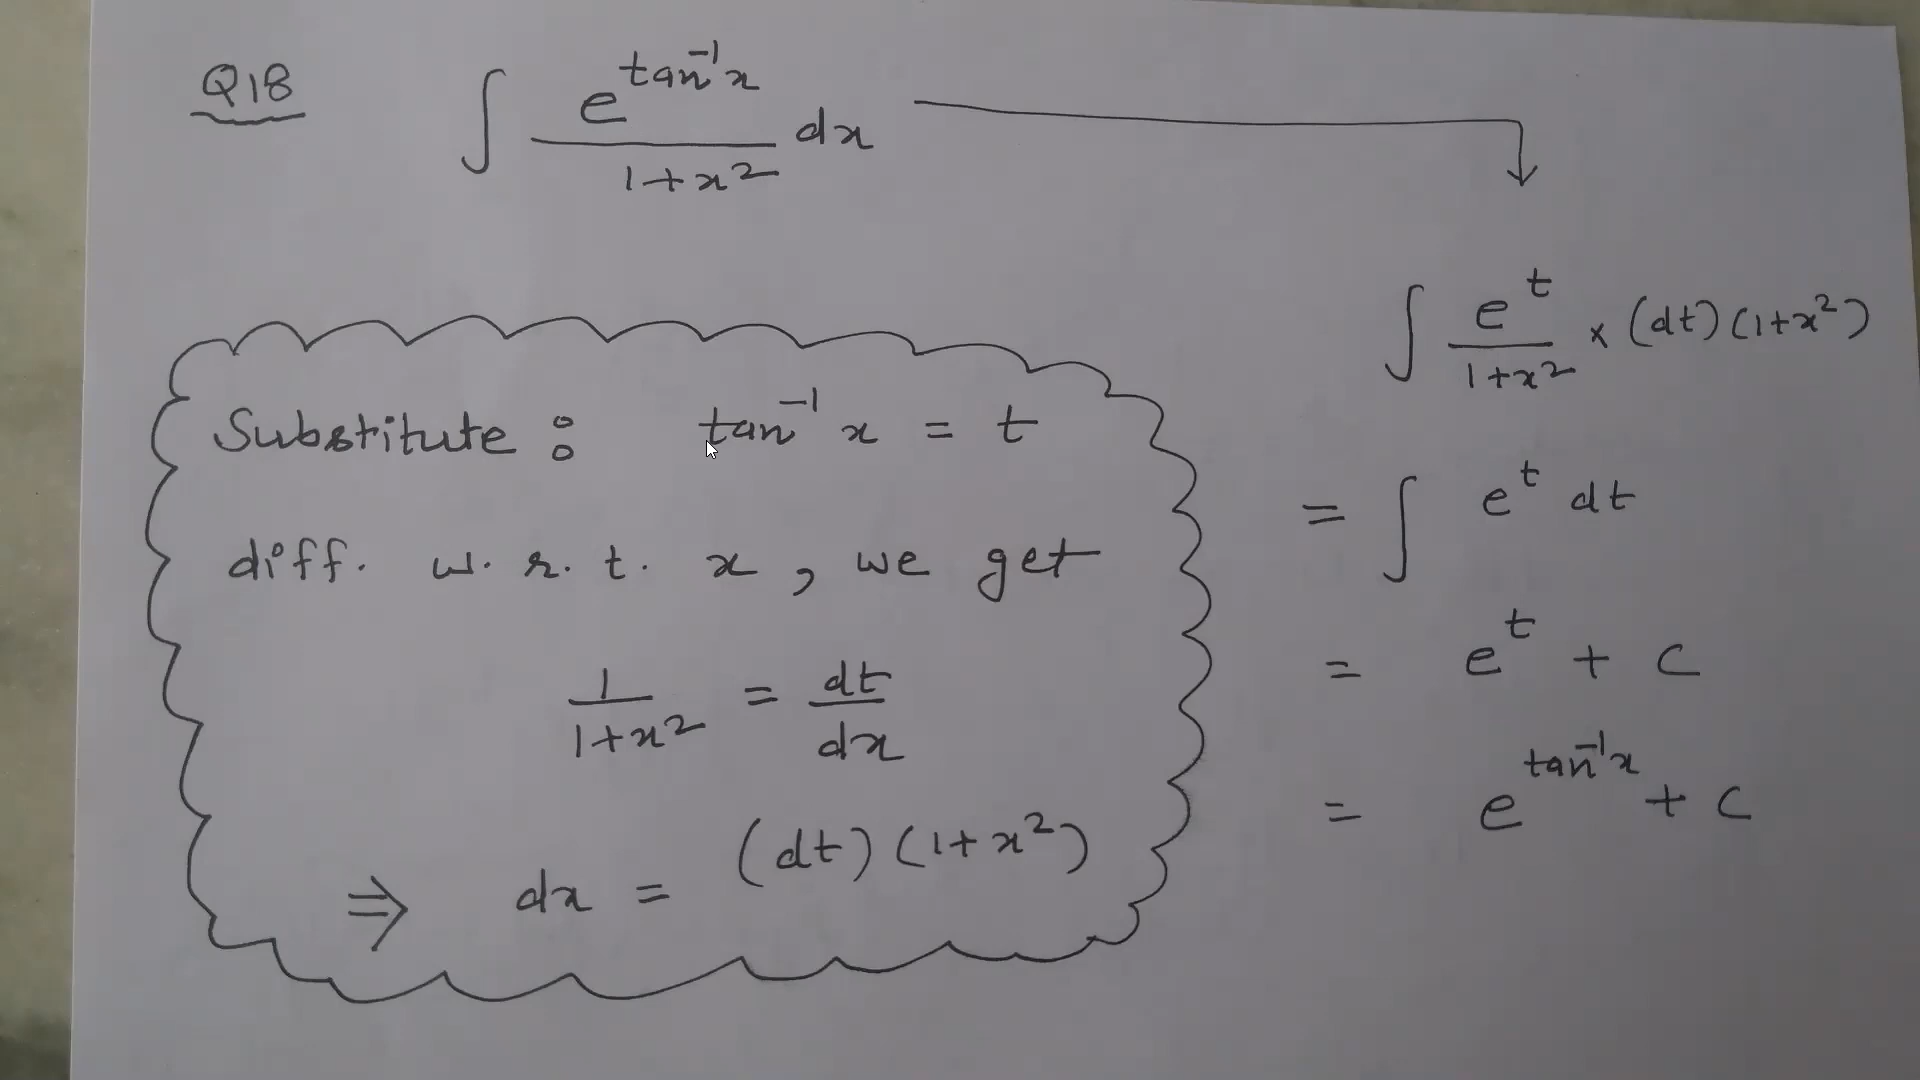 Q18 ∫ e^(tan⁻¹x) / (1+x²) dx
Substitute : tan⁻¹ x = t
diff. w.r.t. x, we get
1/(1+x²) = dt/dx
⇒ dx = (dt)(1+x²)
∫ e^t/(1+x²) × (dt)(1+x²)
= ∫ e^t dt
= e^t + c
= e^(tan⁻¹x) + c